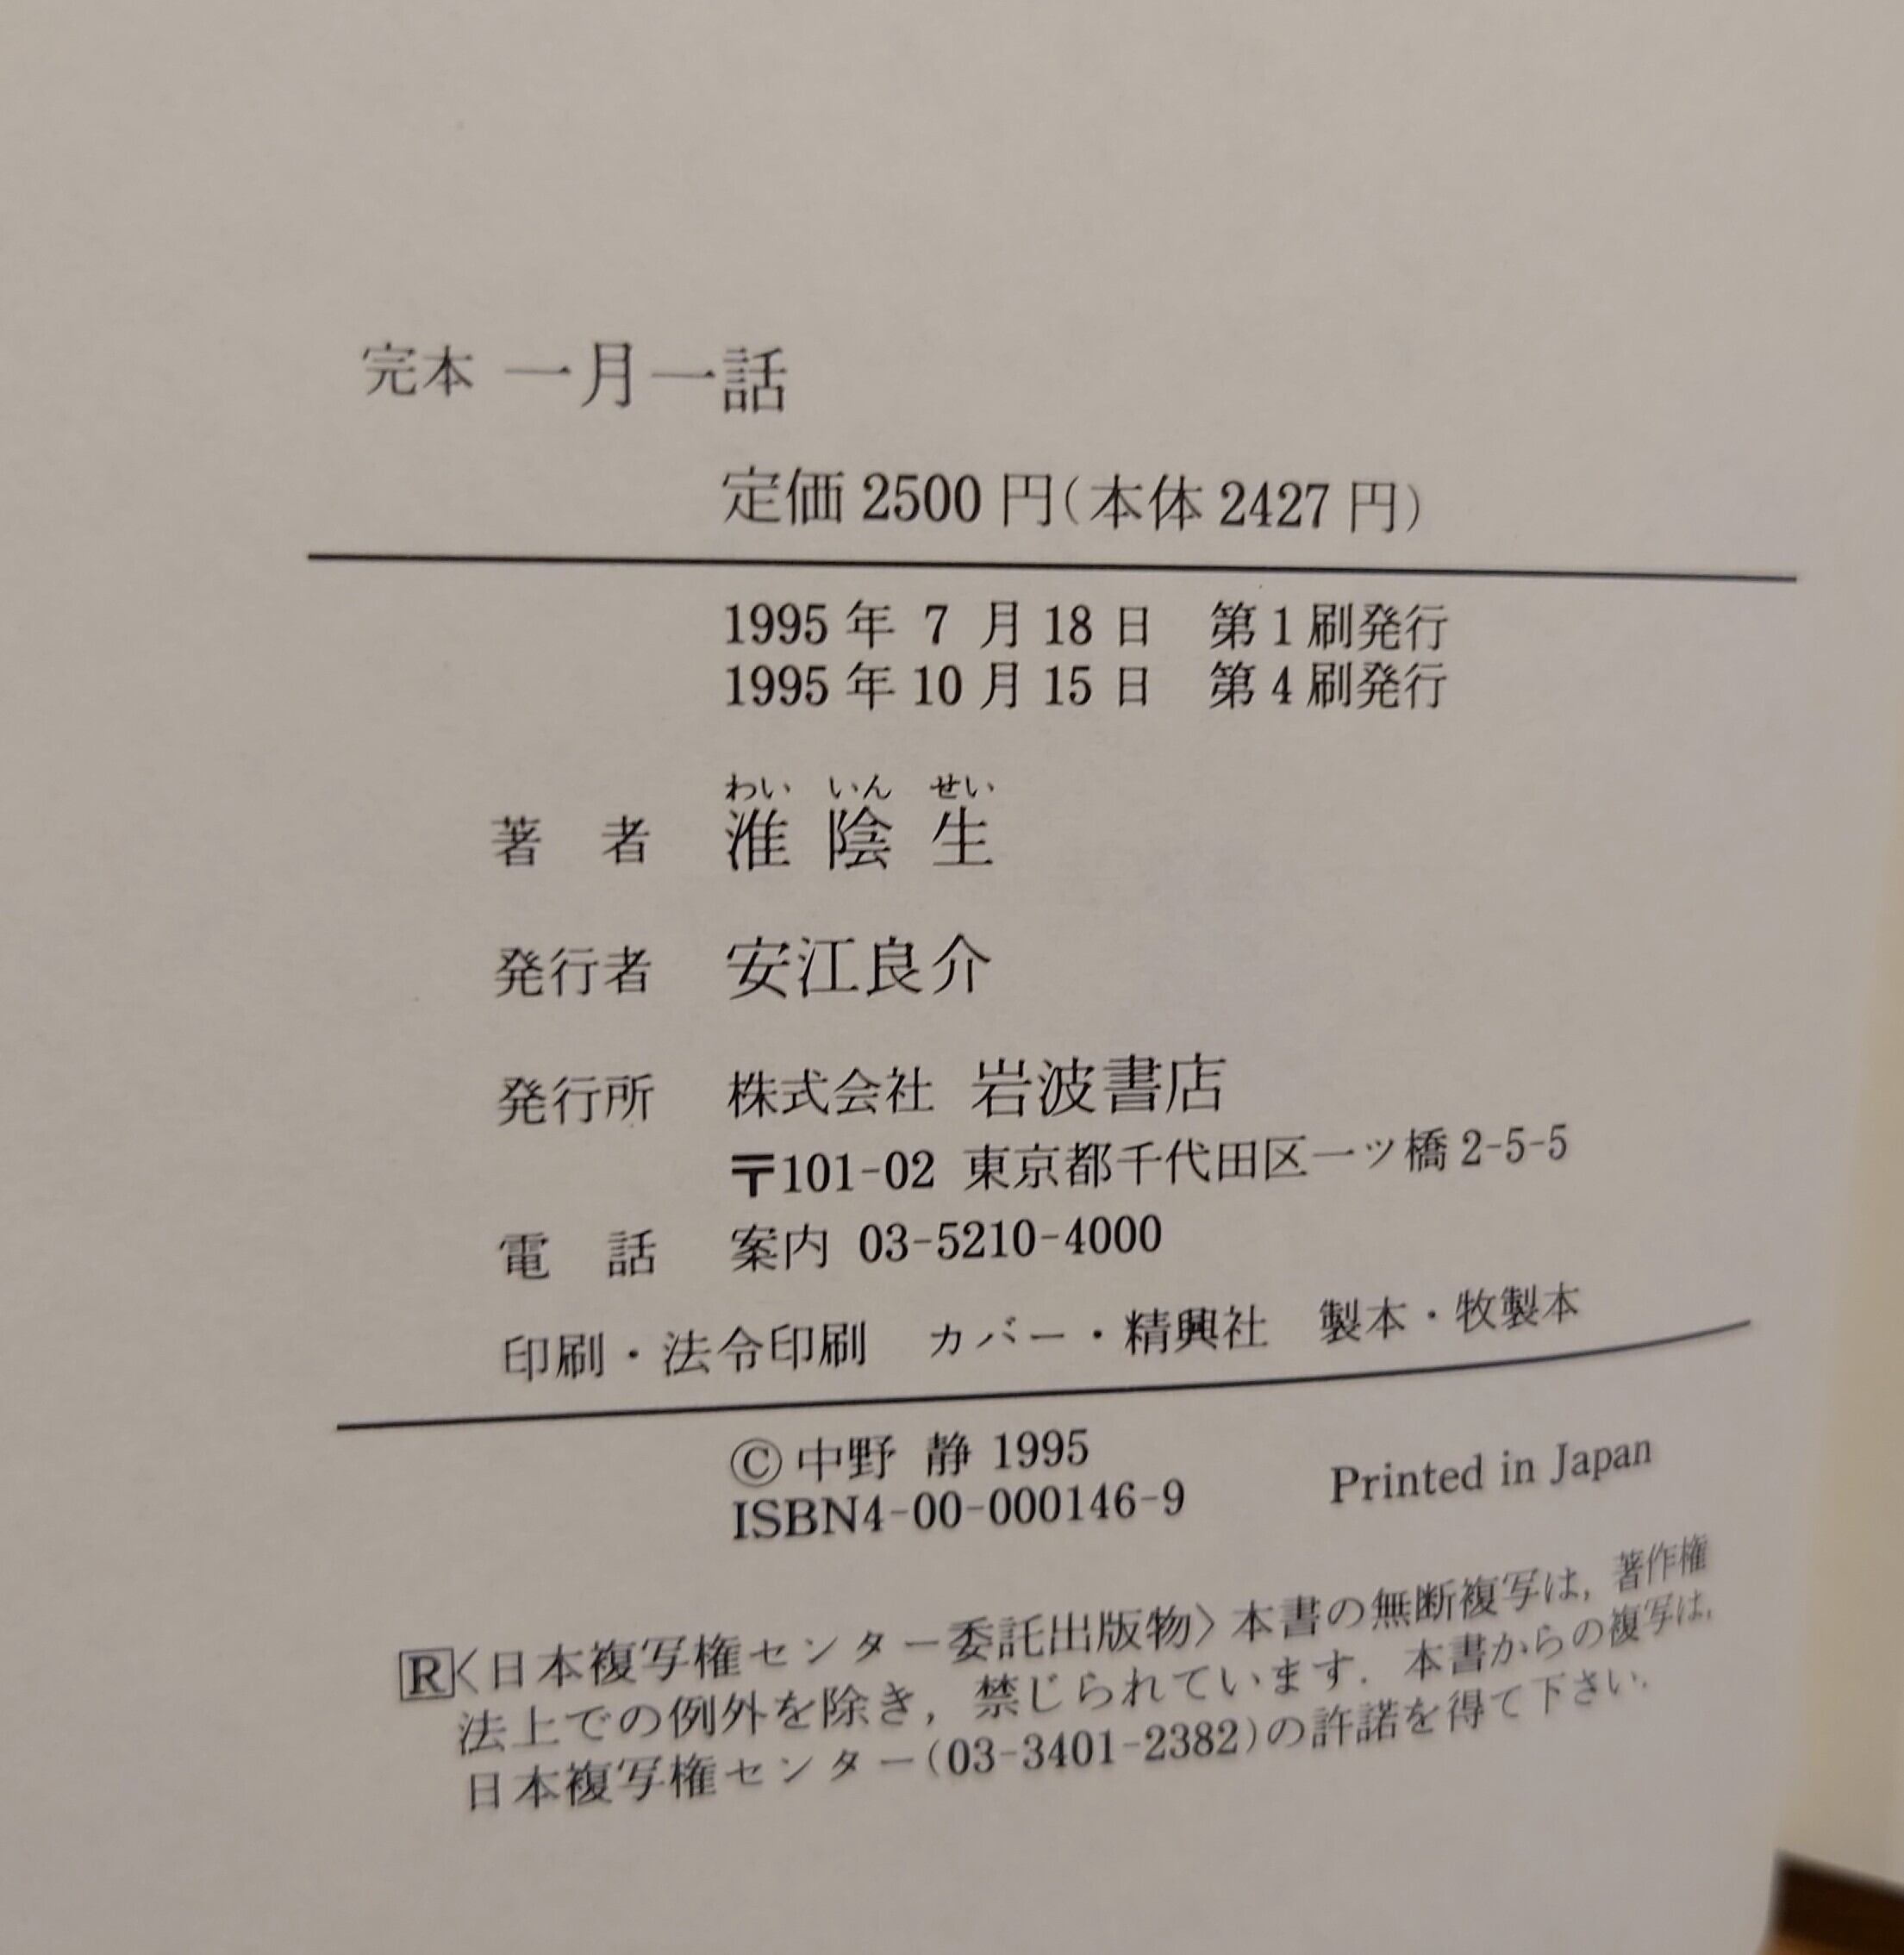 完本 一月一話
定価 2500 円(本体 2427 円)
1995 年 7 月 18 日 第 1 刷発行
1995 年 10 月 15 日 第 4 刷発行
わい いん せい
著 者 淮 陰 生
発行者 安江良介
発行所 株式会社 岩波書店
〒101-02 東京都千代田区一ツ橋 2-5-5
電 話 案内 03-5210-4000
印刷・法令印刷 カバー・精興社 製本・牧製本
© 中野 静 1995
ISBN4-00-000146-9 Printed in Japan
R〈日本複写権センター委託出版物〉本書の無断複写は，著作権
法上での例外を除き，禁じられています．本書からの複写は，
日本複写権センター(03-3401-2382)の許諾を得て下さい．